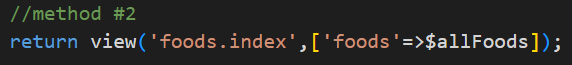 //method #2
return view('foods.index',['foods'=>$allFoods]);